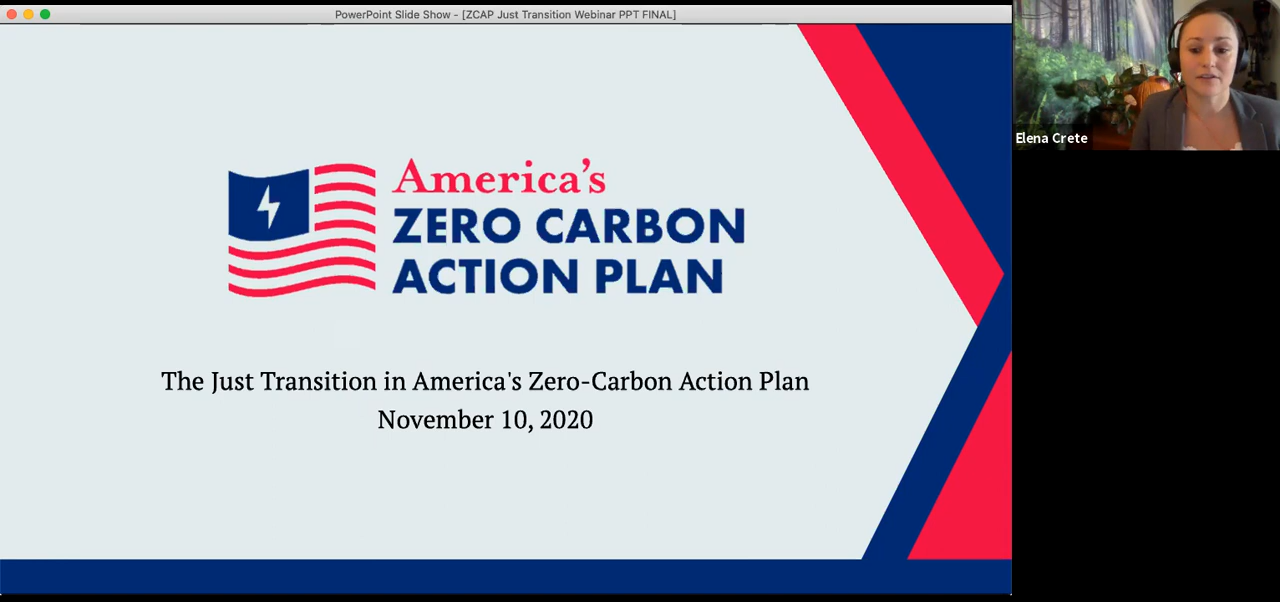 PowerPoint Slide Show - [ZCAP Just Transition Webinar PPT FINAL]
America's
ZERO CARBON
ACTION PLAN
The Just Transition in America's Zero-Carbon Action Plan
November 10, 2020
Elena Crete